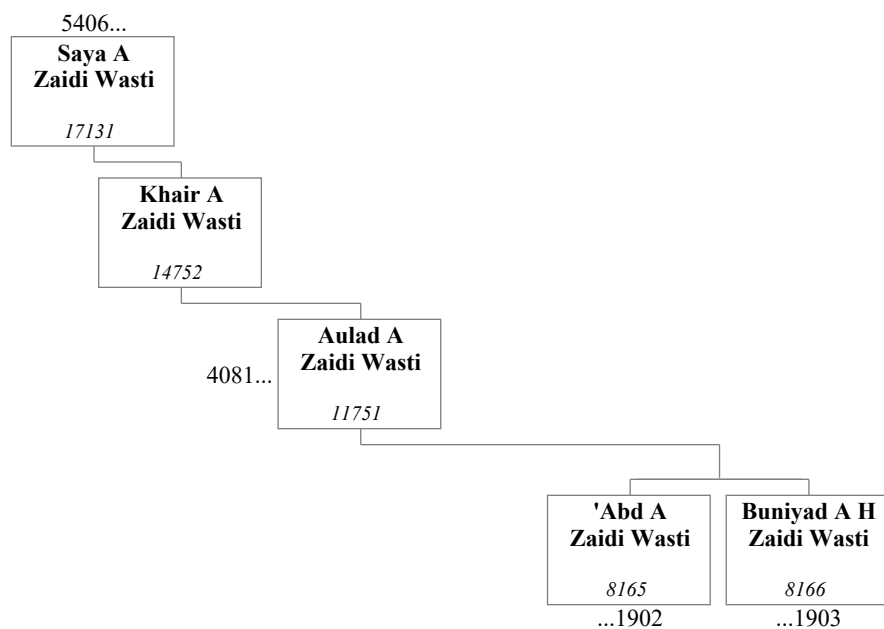 5406...
Saya A
Zaidi Wasti
17131
Khair A
Zaidi Wasti
14752
Aulad A
Zaidi Wasti
4081...
11751
'Abd A
Zaidi Wasti
8165
...1902
Buniyad A H
Zaidi Wasti
8166
...1903